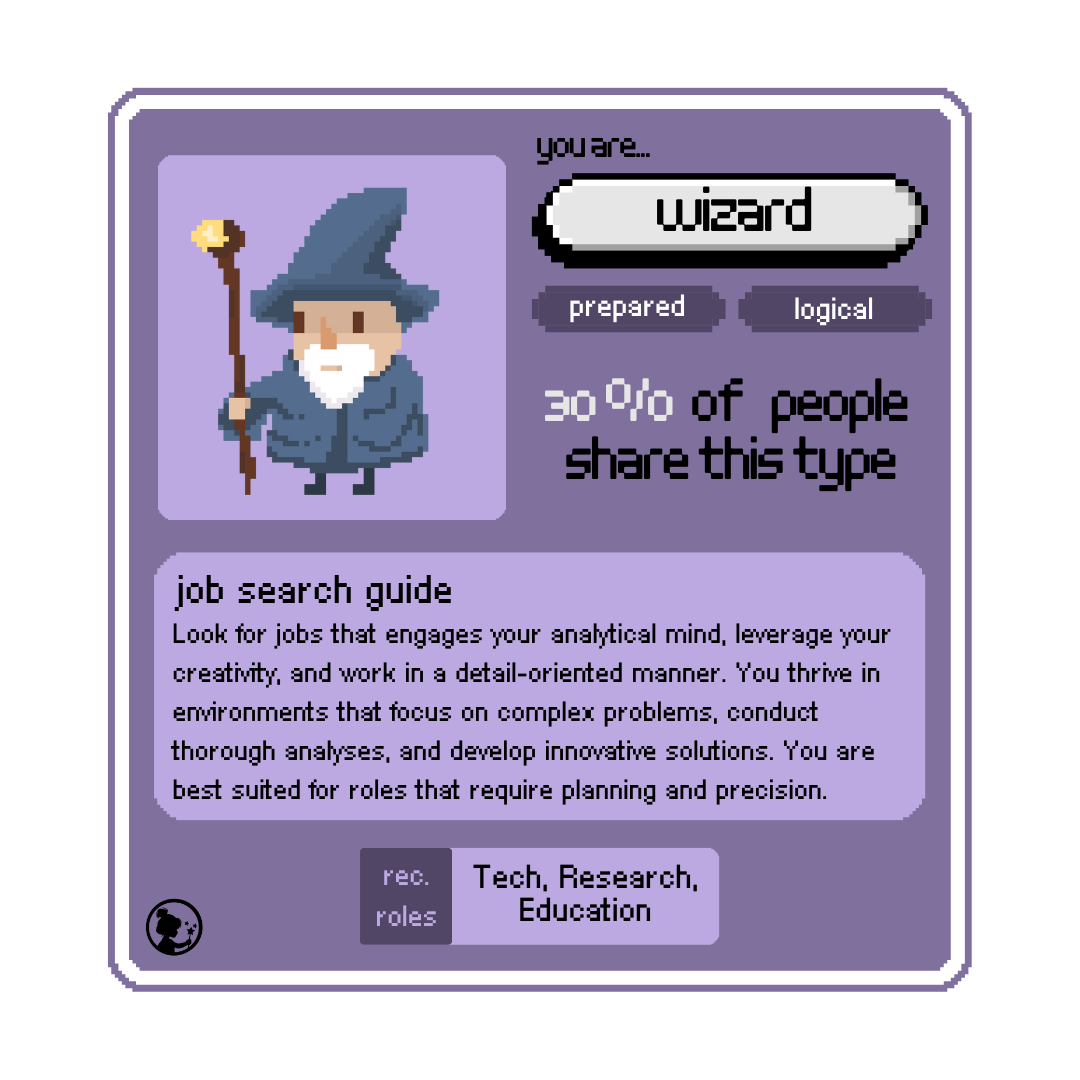 you are...
wizard
prepared
logical
30% of people
share this type
job search guide
Look for jobs that engages your analytical mind, leverage your
creativity, and work in a detail-oriented manner. You thrive in
environments that focus on complex problems, conduct
thorough analyses, and develop innovative solutions. You are
best suited for roles that require planning and precision.
rec.
roles
Tech, Research,
Education